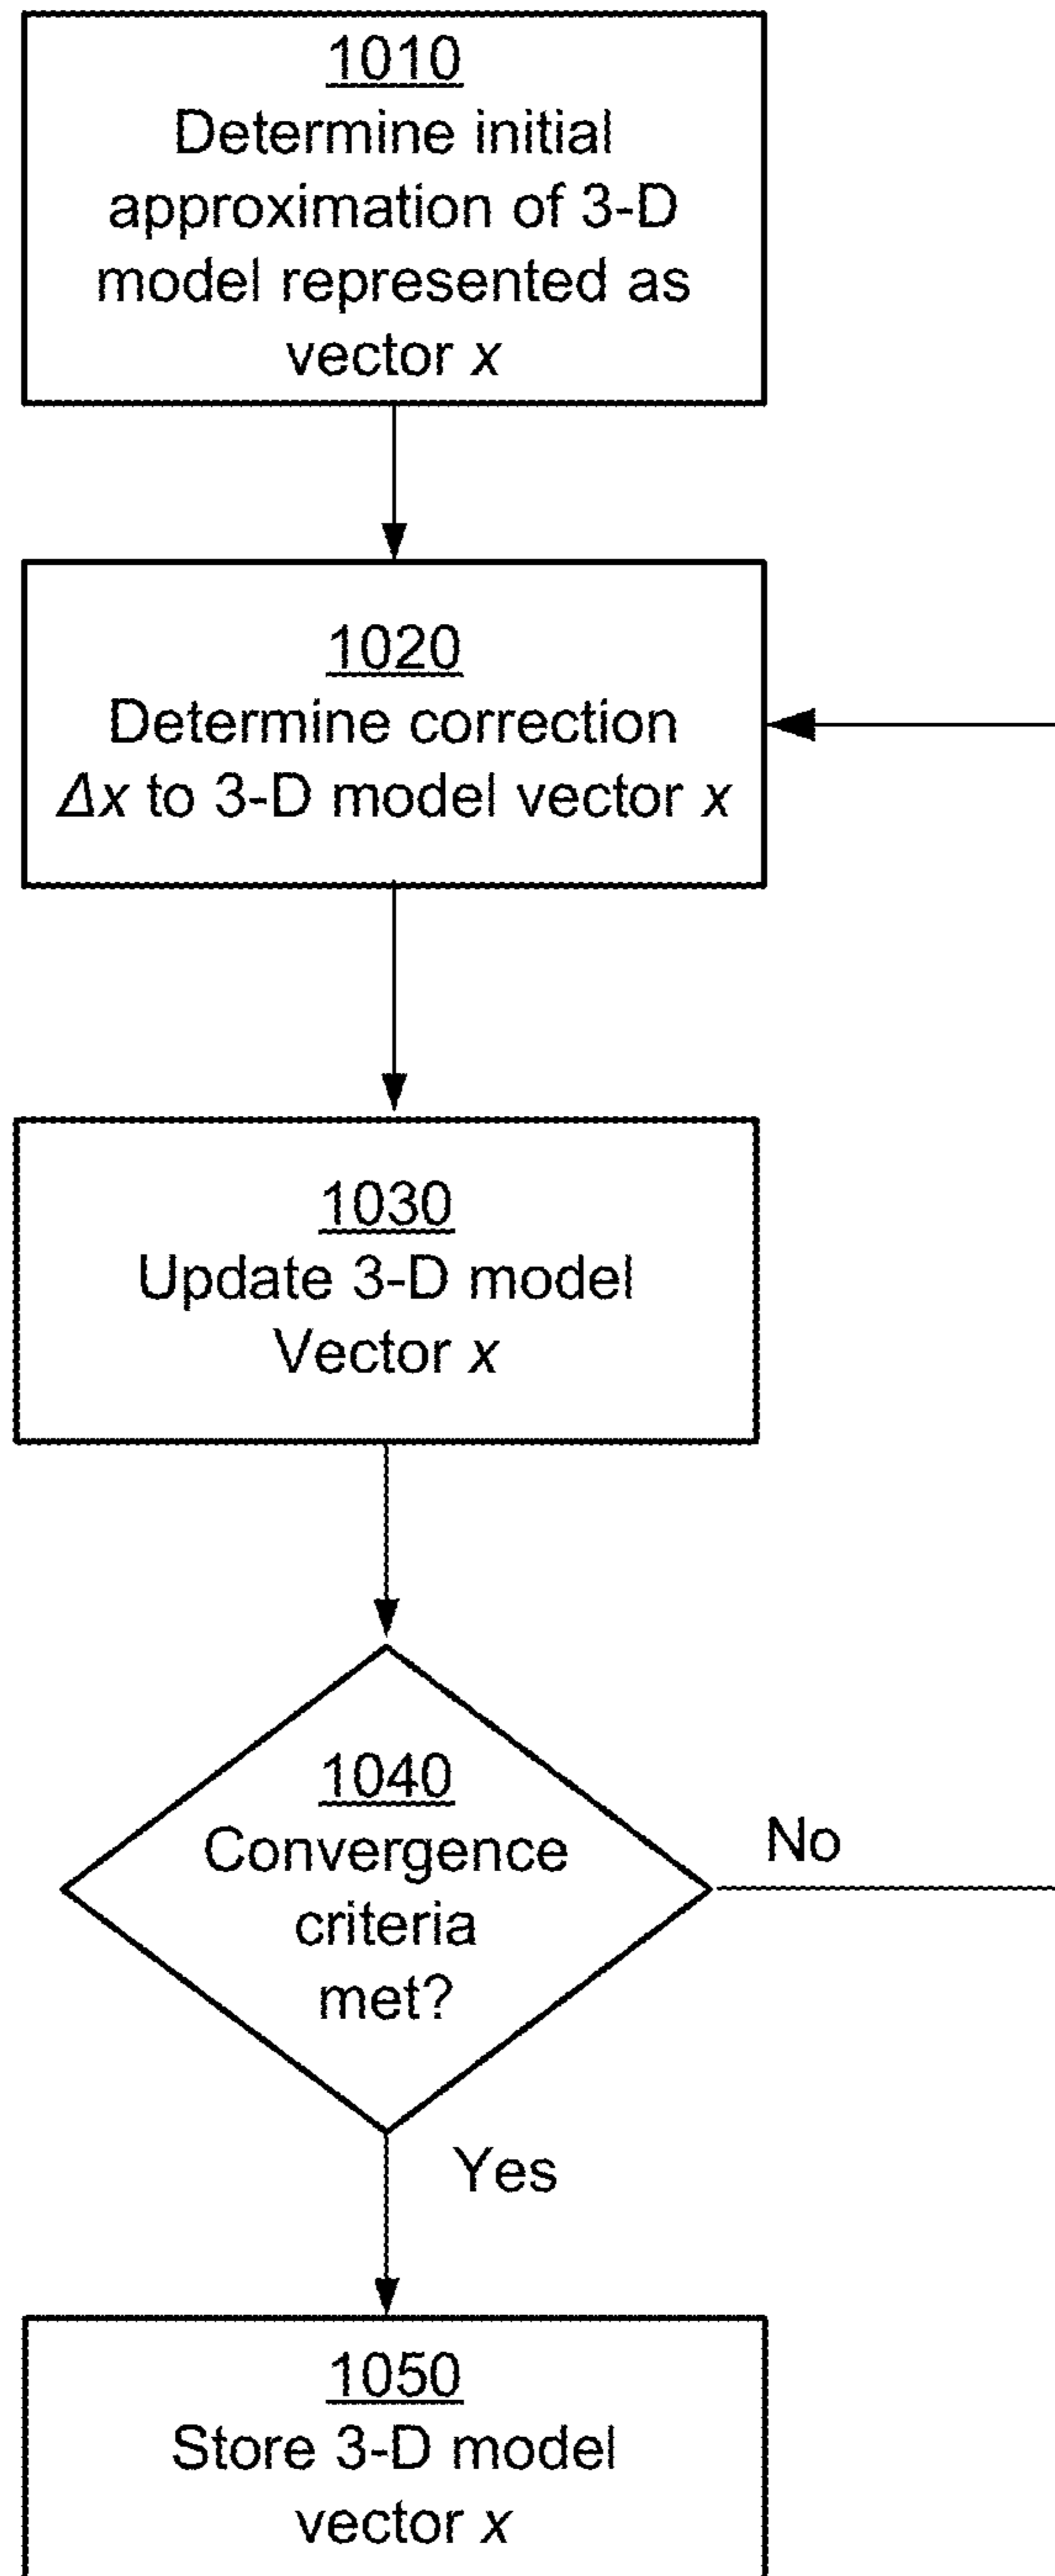 1010
Determine initial
approximation of 3-D
model represented as
vector x
1020
Determine correction
Δx to 3-D model vector x
1030
Update 3-D model
Vector x
1040
Convergence
criteria
met?
No
Yes
1050
Store 3-D model
vector x